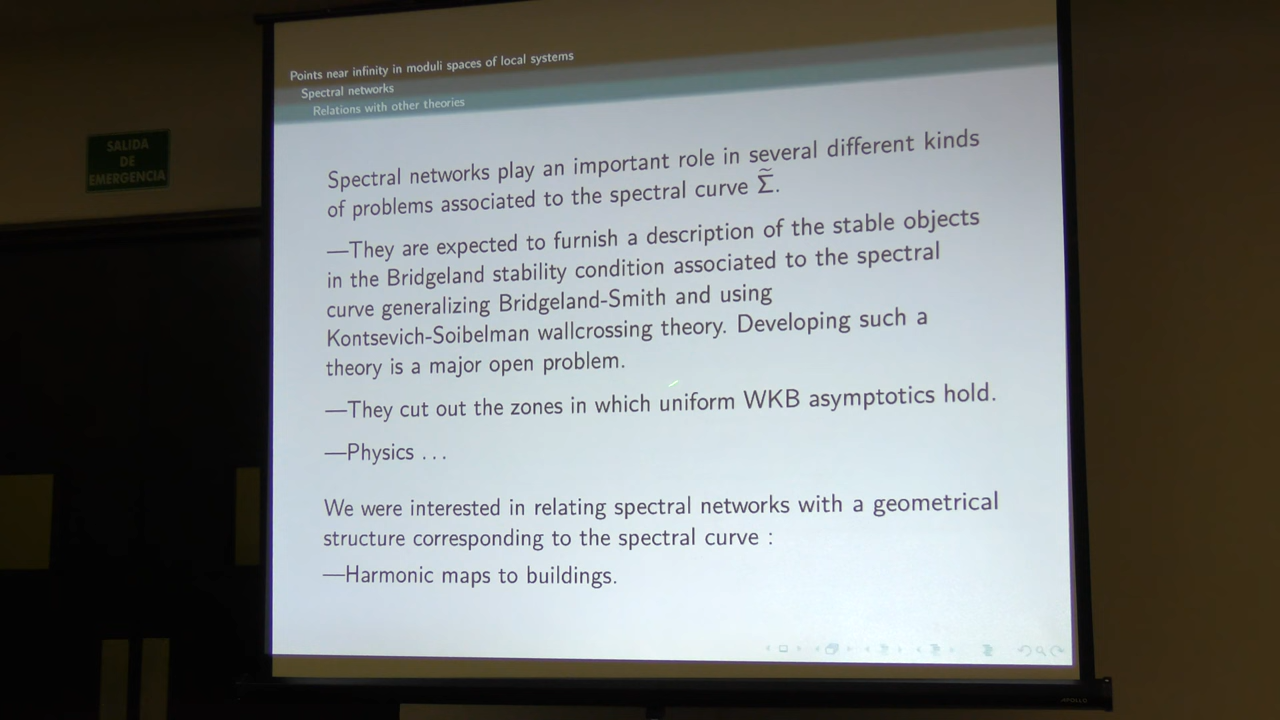 Points near infinity in moduli spaces of local systems
Spectral networks
Relations with other theories
SALIDA
DE
EMERGENCIA
Spectral networks play an important role in several different kinds
of problems associated to the spectral curve Σ̃.
—They are expected to furnish a description of the stable objects
in the Bridgeland stability condition associated to the spectral
curve generalizing Bridgeland-Smith and using
Kontsevich-Soibelman wallcrossing theory. Developing such a
theory is a major open problem.
—They cut out the zones in which uniform WKB asymptotics hold.
—Physics . . .
We were interested in relating spectral networks with a geometrical
structure corresponding to the spectral curve :
—Harmonic maps to buildings.
APOLLO